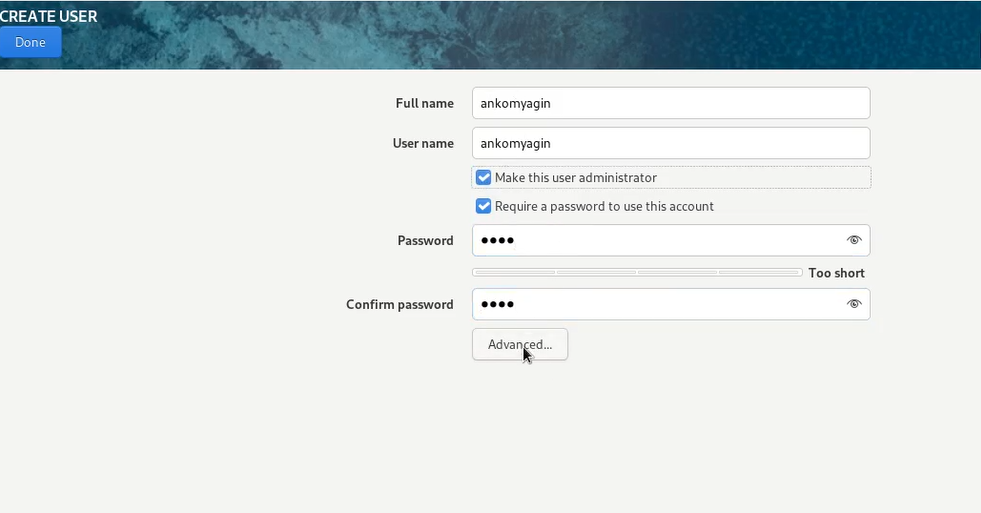 CREATE USER
Done
Full name ankomyagin
User name ankomyagin
Make this user administrator
Require a password to use this account
Password ●●●●
Too short
Confirm password ●●●●
Advanced...